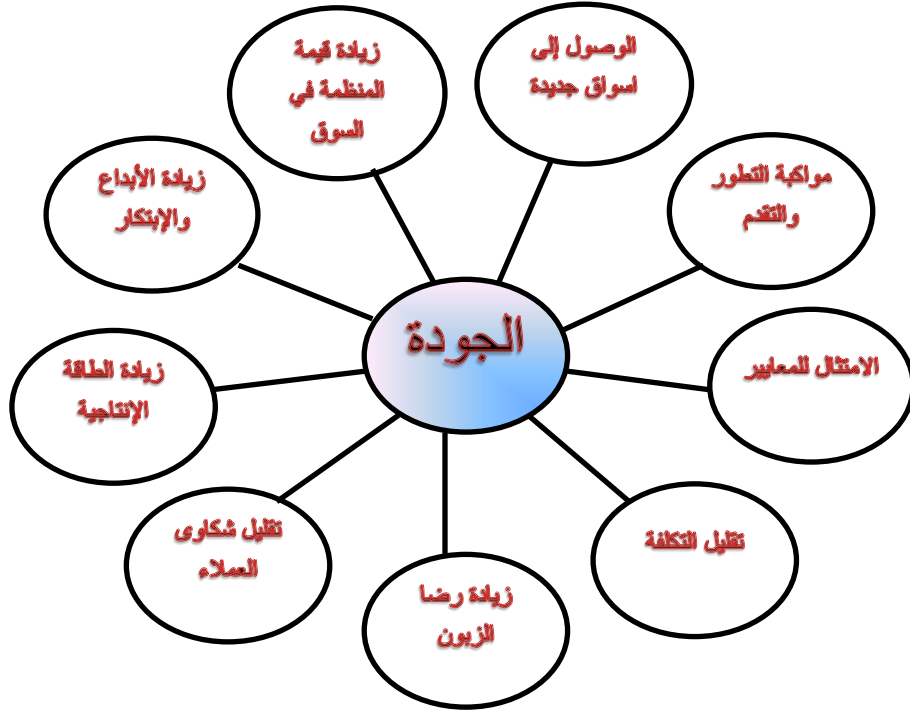 الجودة
الوصول إلى
اسواق جديدة
مواكبة التطور
والتقدم
الامتثال للمعايير
تقليل التكلفة
زيادة رضا
الزبون
تقليل شكاوى
العملاء
زيادة الطاقة
الإنتاجية
زيادة الأبداع
والإبتكار
زيادة قيمة
المنظمة في
السوق